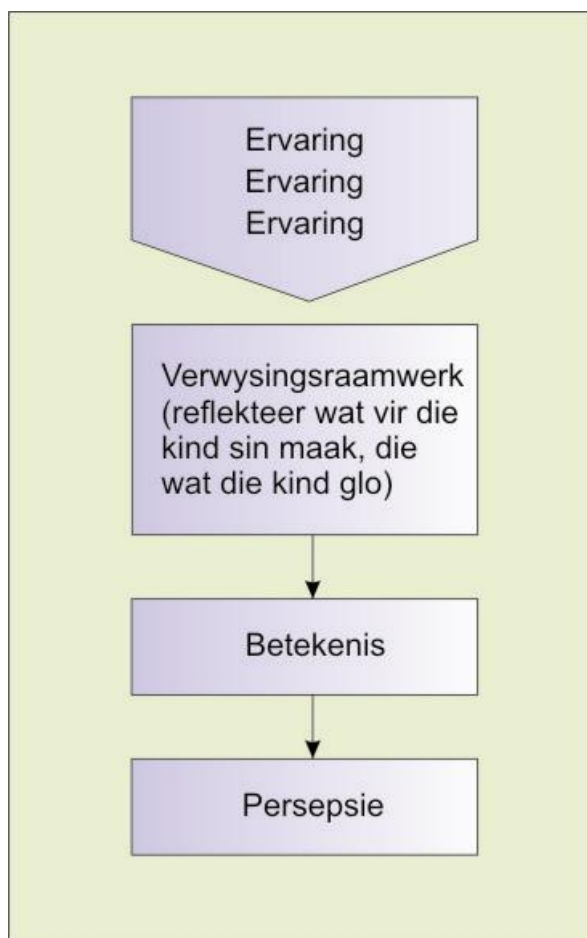 Ervaring
Ervaring
Ervaring
Verwysingsraamwerk
(reflekteer wat vir die
kind sin maak, die
wat die kind glo)
Betekenis
Persepsie